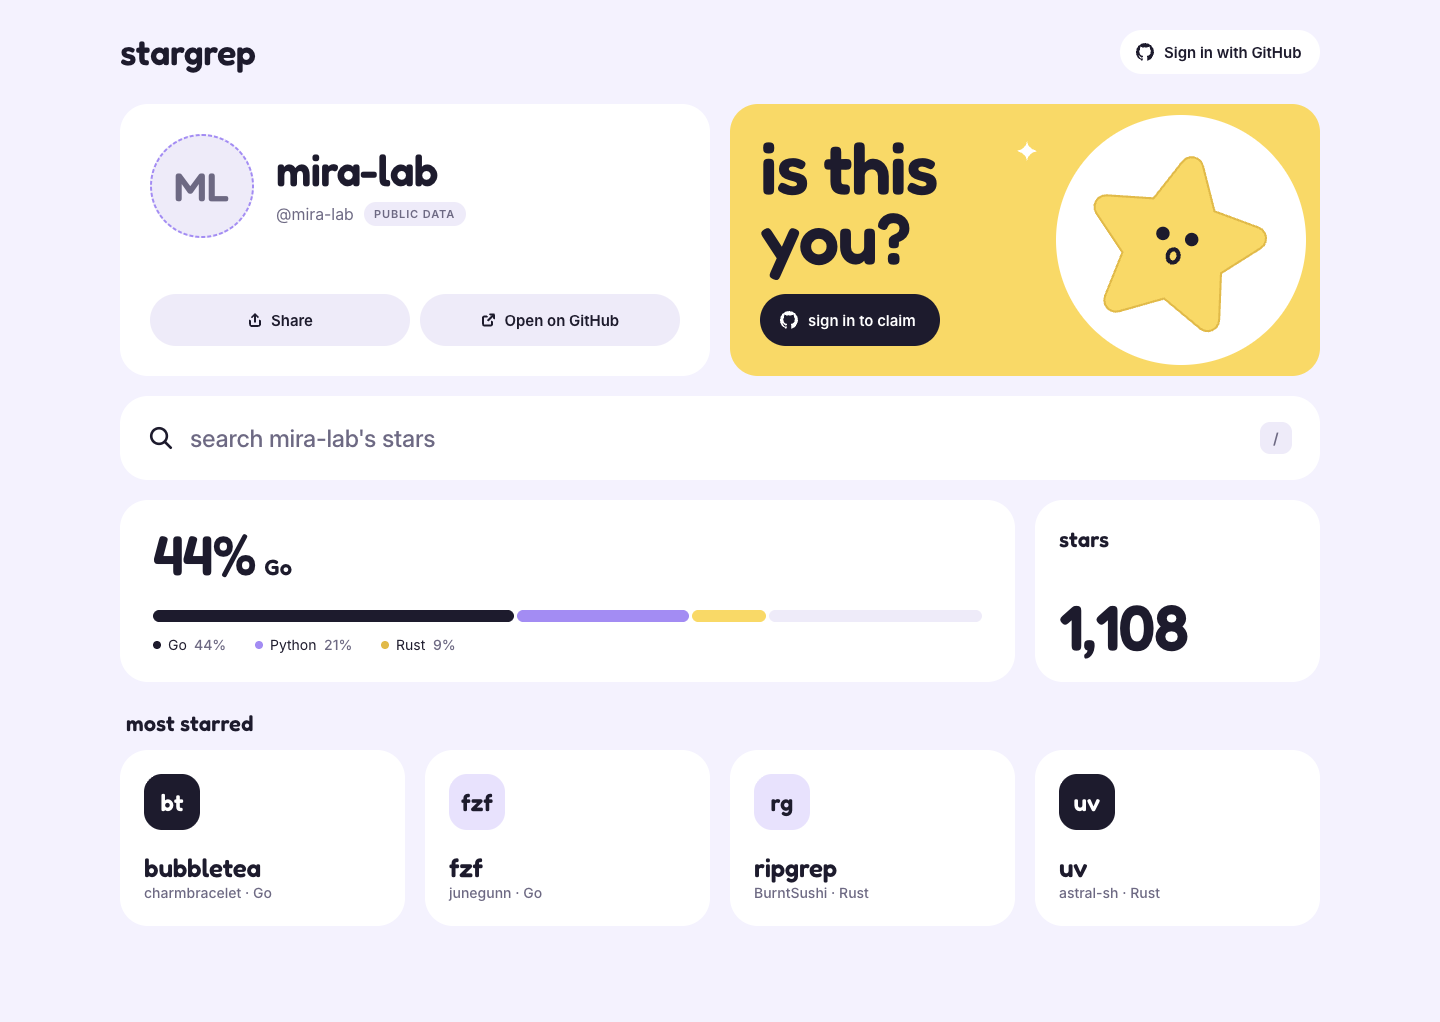 stargrep
Sign in with GitHub
ML
mira-lab
@mira-lab PUBLIC DATA
Share
Open on GitHub
is this
you?
sign in to claim
search mira-lab's stars
/
44% Go
Go 44% Python 21% Rust 9%
stars
1,108
most starred
bt
bubbletea
charmbracelet · Go
fzf
fzf
junegunn · Go
rg
ripgrep
BurntSushi · Rust
uv
uv
astral-sh · Rust